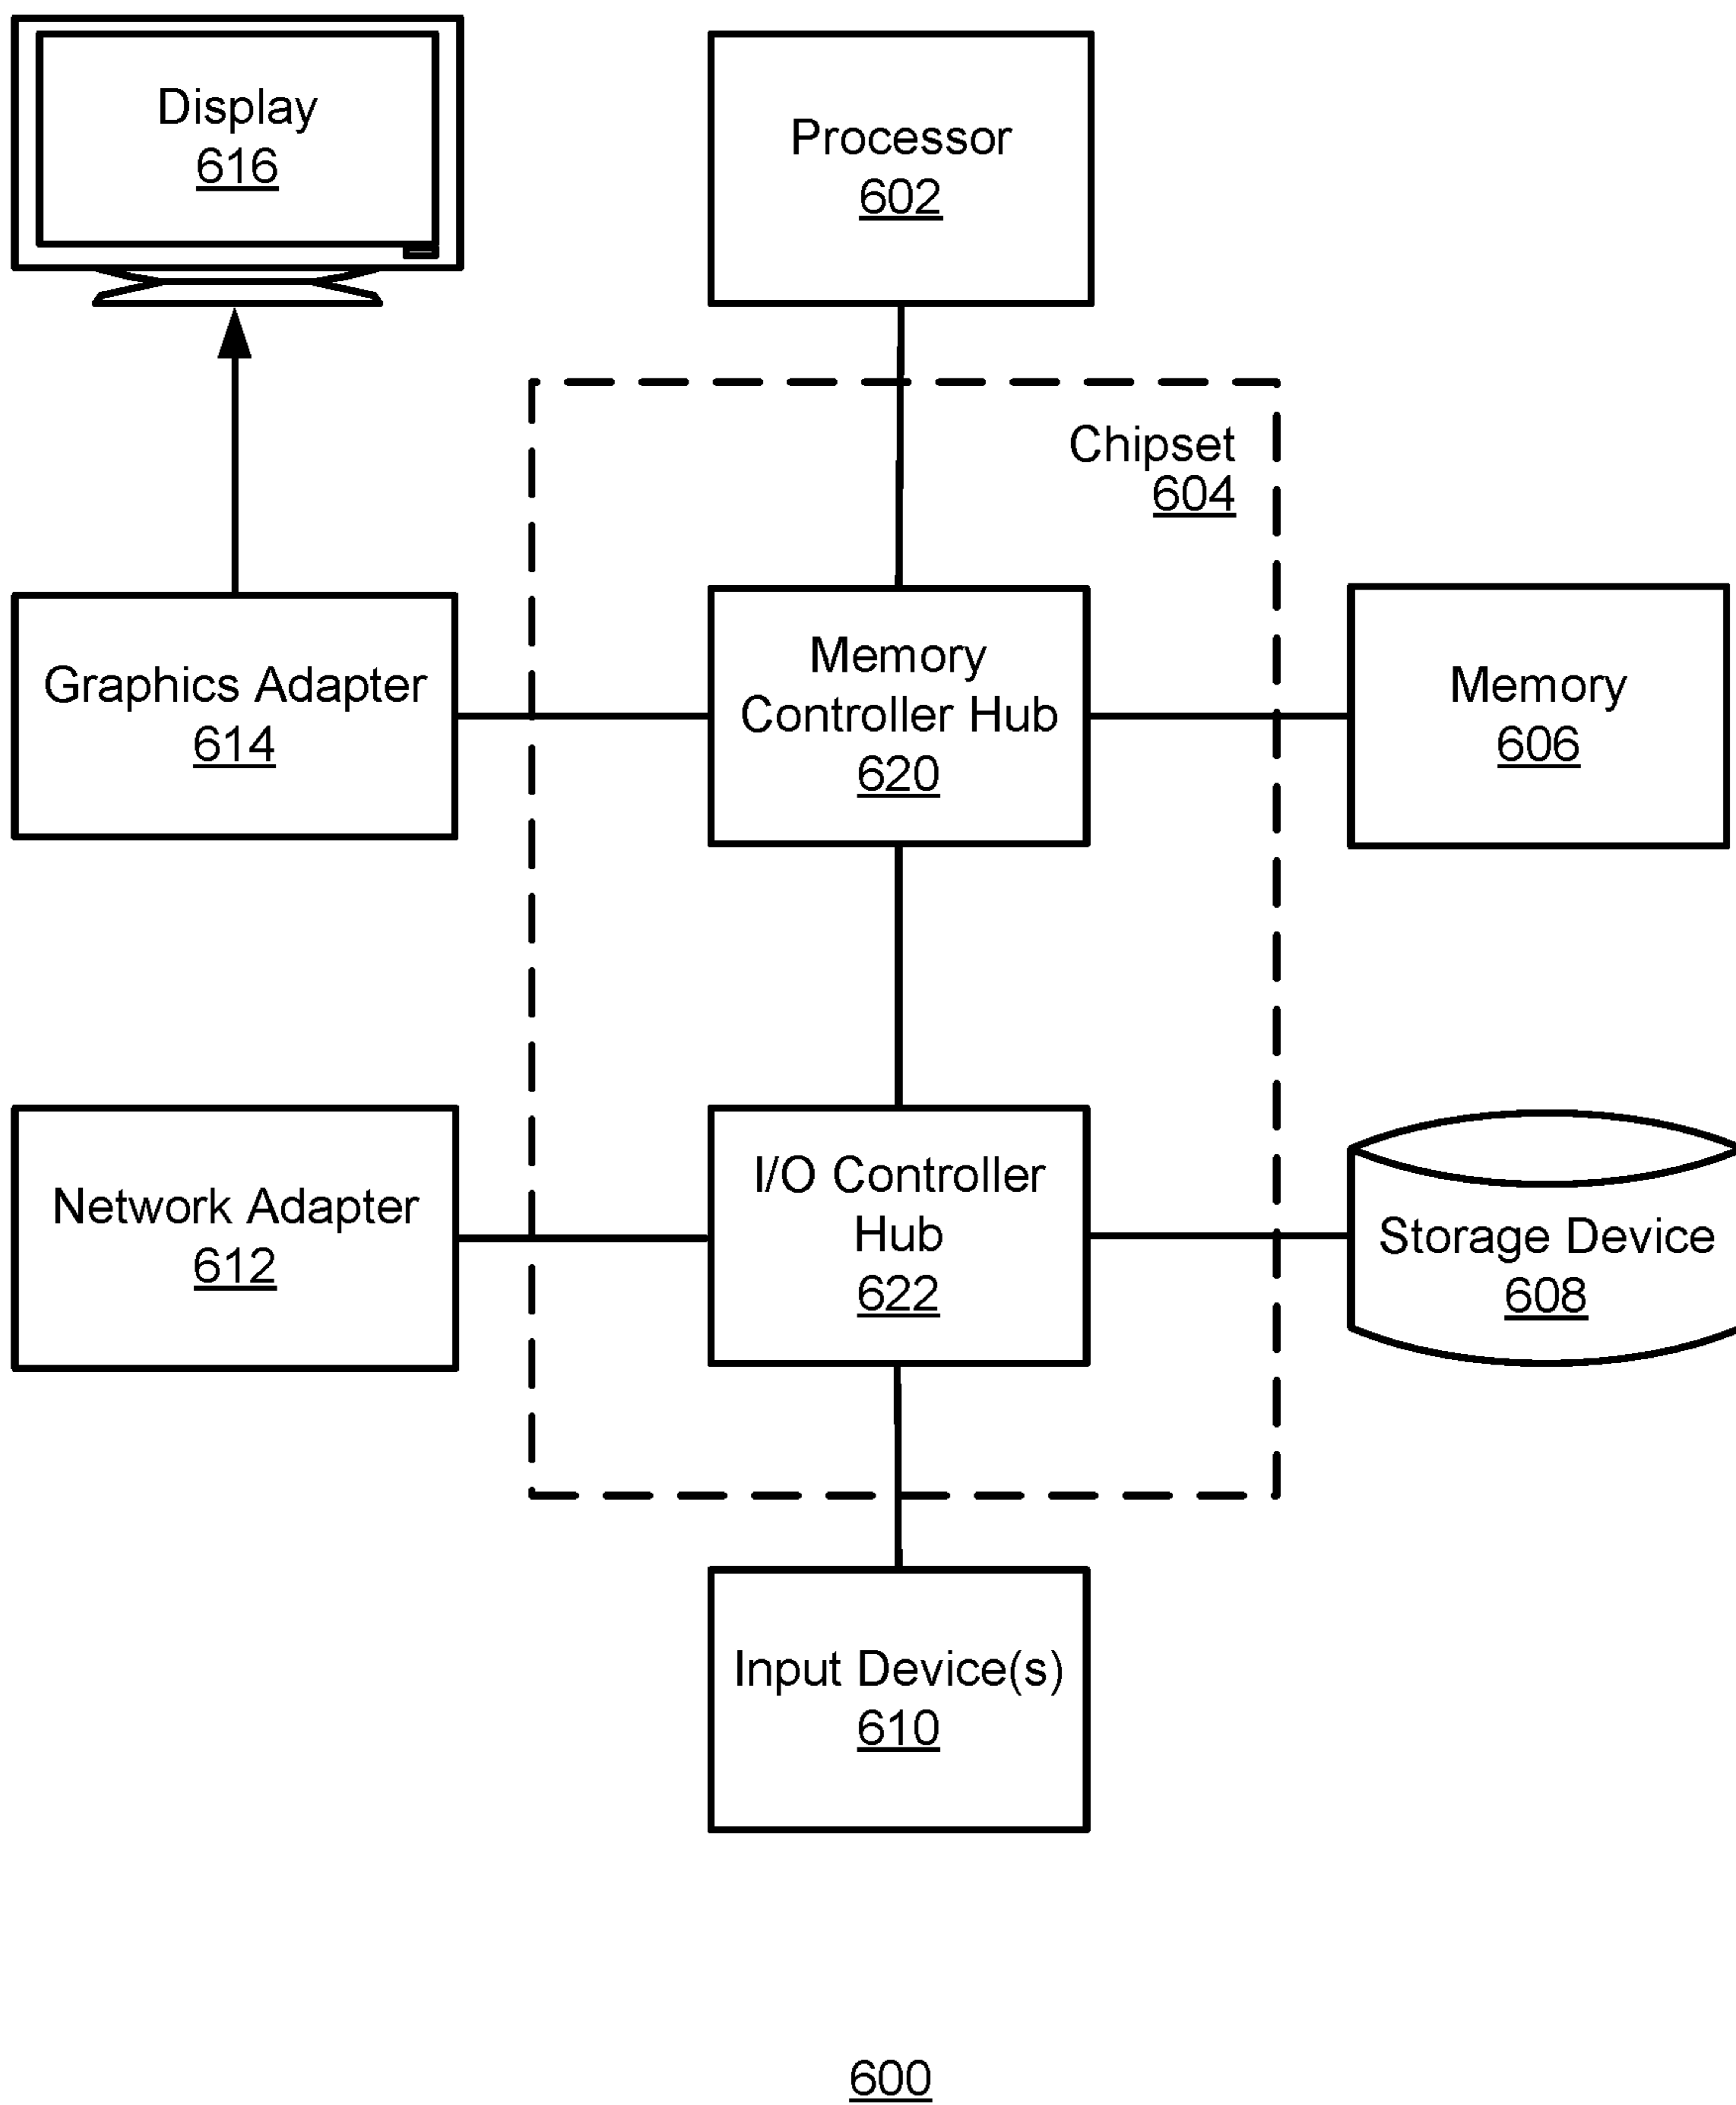 Display
616
Processor
602
Chipset
604
Graphics Adapter
614
Memory
Controller Hub
620
Memory
606
Network Adapter
612
I/O Controller
Hub
622
Storage Device
608
Input Device(s)
610
600